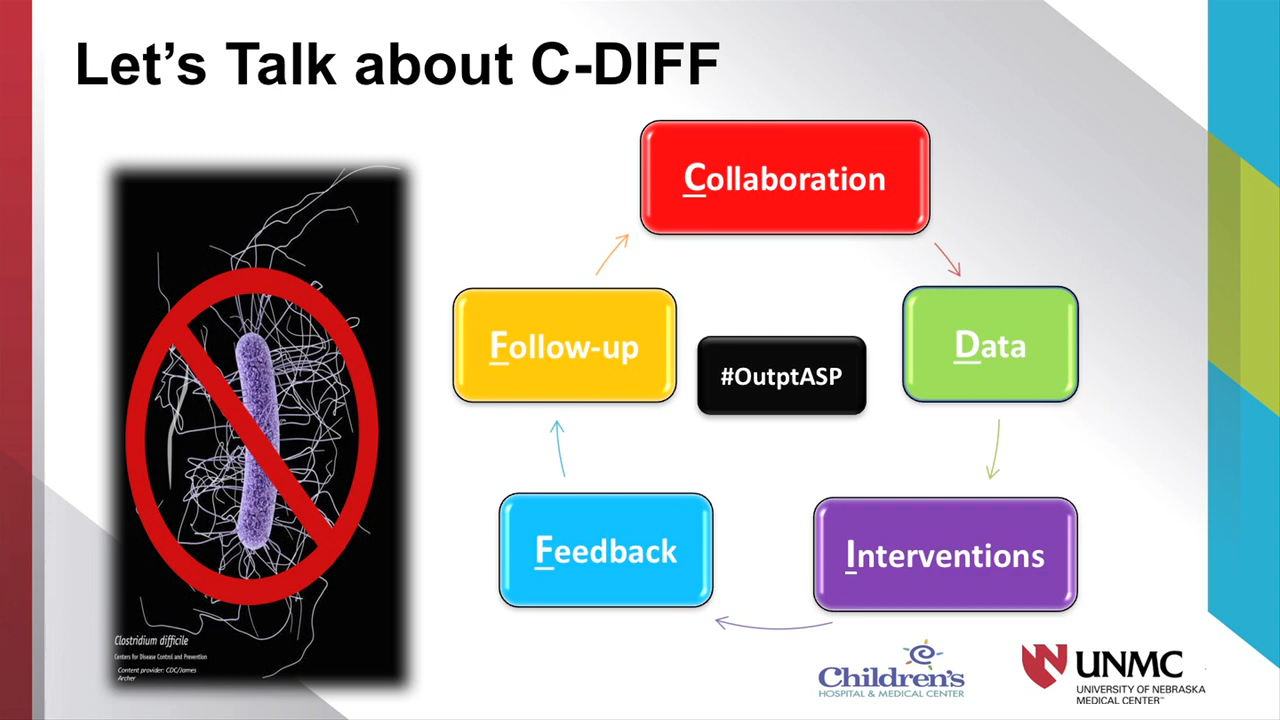 Let's Talk about C-DIFF
Collaboration
Data
Interventions
Feedback
Follow-up
#OutptASP
Clostridium difficile
Centers for Disease Control and Prevention
Content provider: CDC/James
Archer
Children's
HOSPITAL & MEDICAL CENTER
UNMC
UNIVERSITY OF NEBRASKA
MEDICAL CENTER™